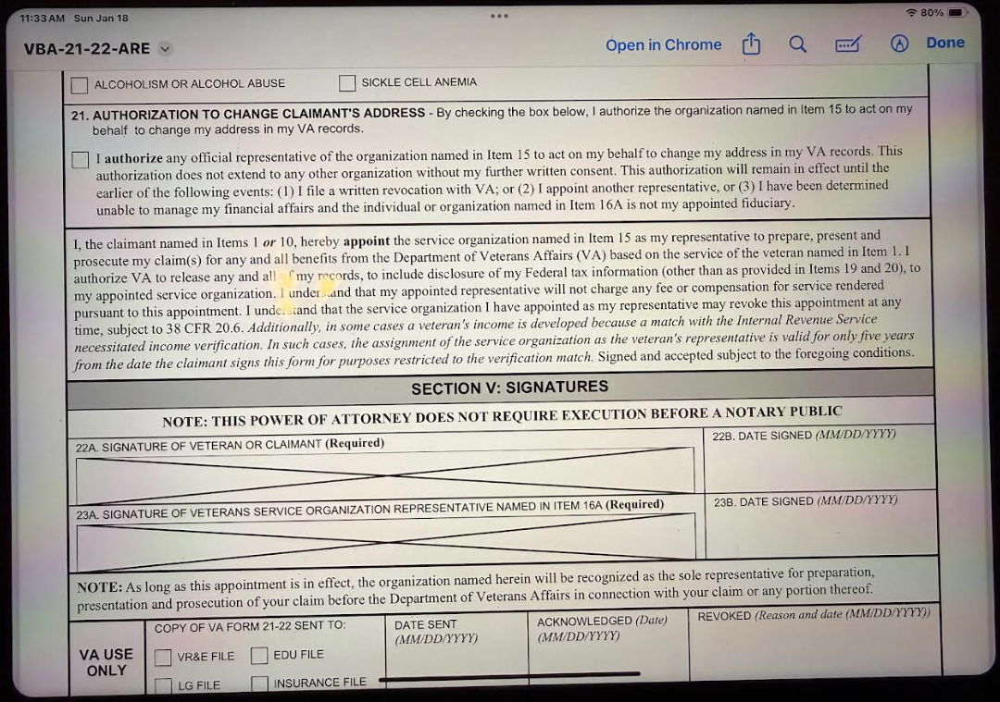 11:33 AM Sun Jan 18
80%
VBA-21-22-ARE
Open in Chrome
Done
ALCOHOLISM OR ALCOHOL ABUSE
SICKLE CELL ANEMIA
21. AUTHORIZATION TO CHANGE CLAIMANT'S ADDRESS - By checking the box below, I authorize the organization named in Item 15 to act on my
behalf to change my address in my VA records.
I authorize any official representative of the organization named in Item 15 to act on my behalf to change my address in my VA records. This
authorization does not extend to any other organization without my further written consent. This authorization will remain in effect until the
earlier of the following events: (1) I file a written revocation with VA; or (2) I appoint another representative, or (3) I have been determined
unable to manage my financial affairs and the individual or organization named in Item 16A is not my appointed fiduciary.
I, the claimant named in Items 1 or 10, hereby appoint the service organization named in Item 15 as my representative to prepare, present and
prosecute my claim(s) for any and all benefits from the Department of Veterans Affairs (VA) based on the service of the veteran named in Item 1. I
authorize VA to release any and all of my records, to include disclosure of my Federal tax information (other than as provided in Items 19 and 20), to
my appointed service organization. I understand that my appointed representative will not charge any fee or compensation for service rendered
pursuant to this appointment. I understand that the service organization I have appointed as my representative may revoke this appointment at any
time, subject to 38 CFR 20.6. Additionally, in some cases a veteran's income is developed because a match with the Internal Revenue Service
necessitated income verification. In such cases, the assignment of the service organization as the veteran's representative is valid for only five years
from the date the claimant signs this form for purposes restricted to the verification match. Signed and accepted subject to the foregoing conditions.
SECTION V: SIGNATURES
NOTE: THIS POWER OF ATTORNEY DOES NOT REQUIRE EXECUTION BEFORE A NOTARY PUBLIC
22A. SIGNATURE OF VETERAN OR CLAIMANT (Required)
22B. DATE SIGNED (MM/DD/YYYY)
23A. SIGNATURE OF VETERANS SERVICE ORGANIZATION REPRESENTATIVE NAMED IN ITEM 16A (Required)
23B. DATE SIGNED (MM/DD/YYYY)
NOTE: As long as this appointment is in effect, the organization named herein will be recognized as the sole representative for preparation,
presentation and prosecution of your claim before the Department of Veterans Affairs in connection with your claim or any portion thereof.
VA USE
ONLY
COPY OF VA FORM 21-22 SENT TO:
VR&E FILE
EDU FILE
LG FILE
INSURANCE FILE
DATE SENT
(MM/DD/YYYY)
ACKNOWLEDGED (Date)
(MM/DD/YYYY)
REVOKED (Reason and date (MM/DD/YYYY))